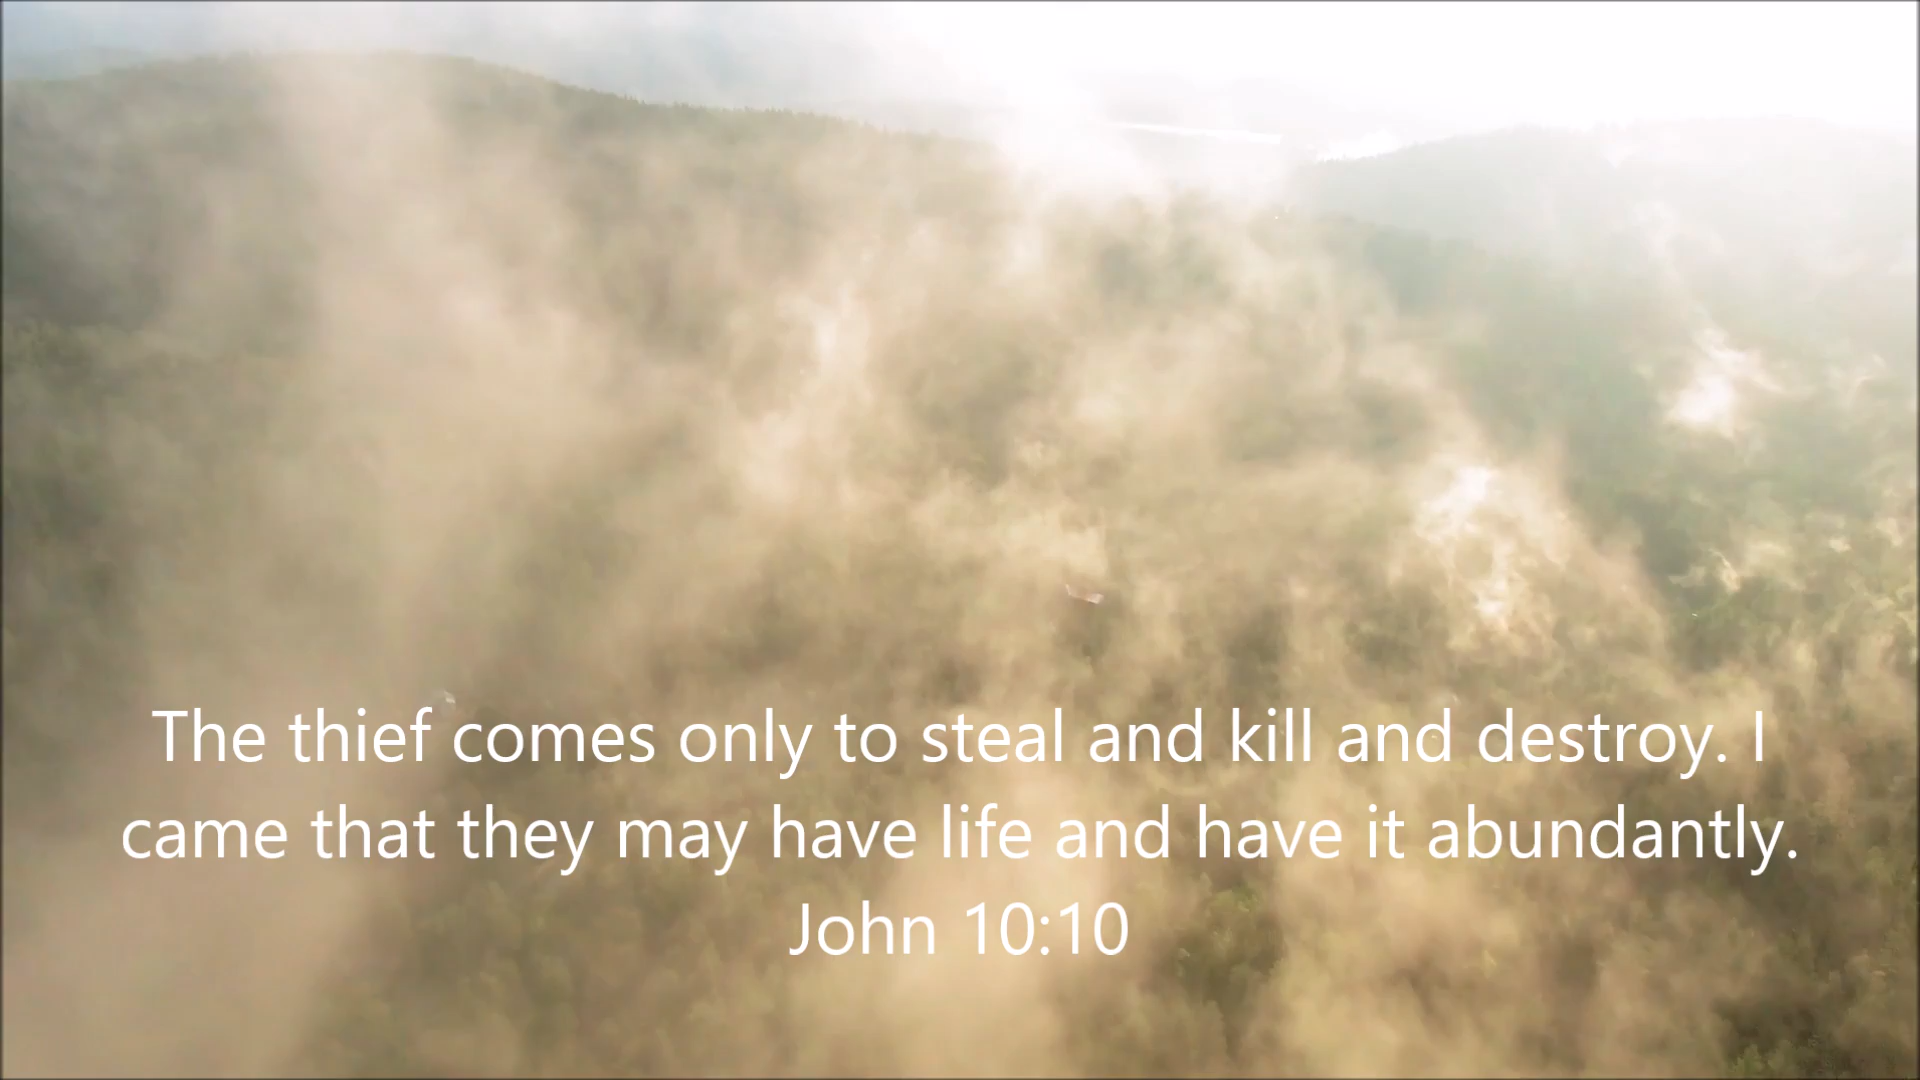 The thief comes only to steal and kill and destroy. I
came that they may have life and have it abundantly.
John 10:10